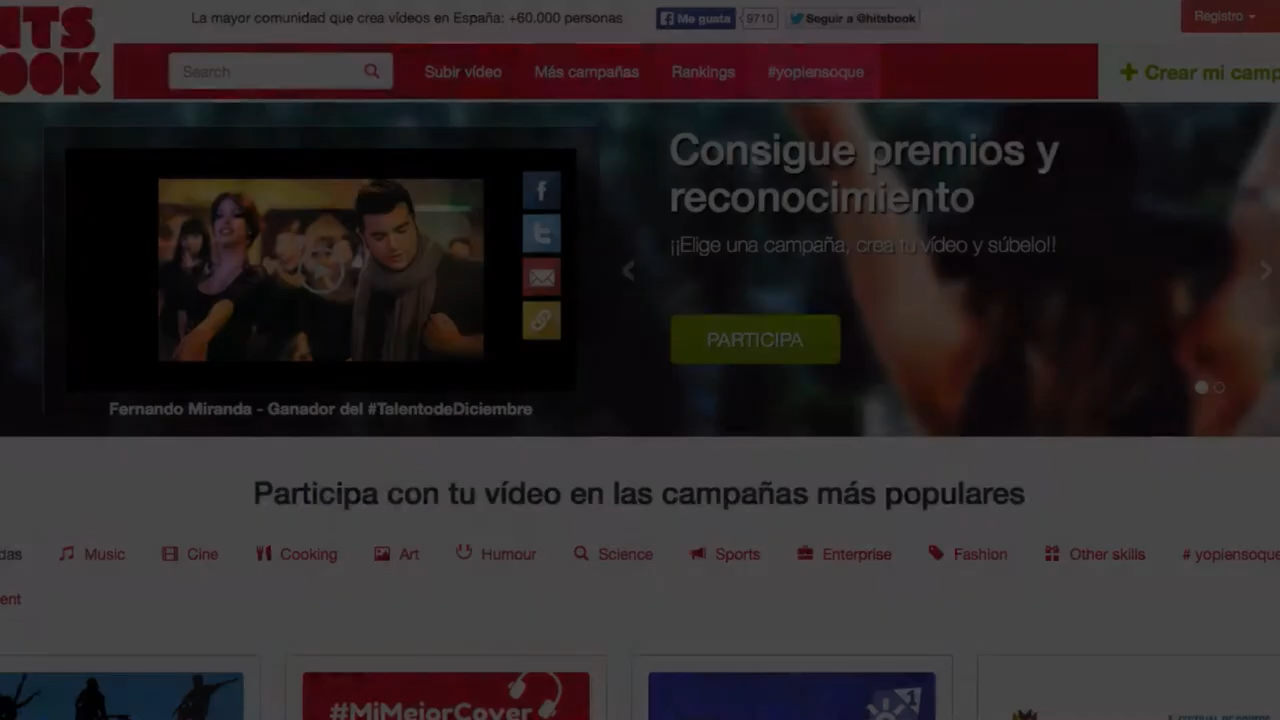 La mayor comunidad que crea vídeos en España: +60.000 personas
Me gusta
9710
Seguir a @hitsbook
Registro
ITS
OOK
Search
Subir vídeo
Más campañas
Rankings
#yopiensoque
Crear mi camp
Consigue premios y
reconocimiento
¡¡Elige una campaña, crea tu vídeo y súbelo!!
PARTICIPA
Fernando Miranda - Ganador del #TalentodeDiciembre
Participa con tu vídeo en las campañas más populares
das
Music
Cine
Cooking
Art
Humour
Science
Sports
Enterprise
Fashion
Other skills
# yopiensoque
ent
#MiMejorCover
1